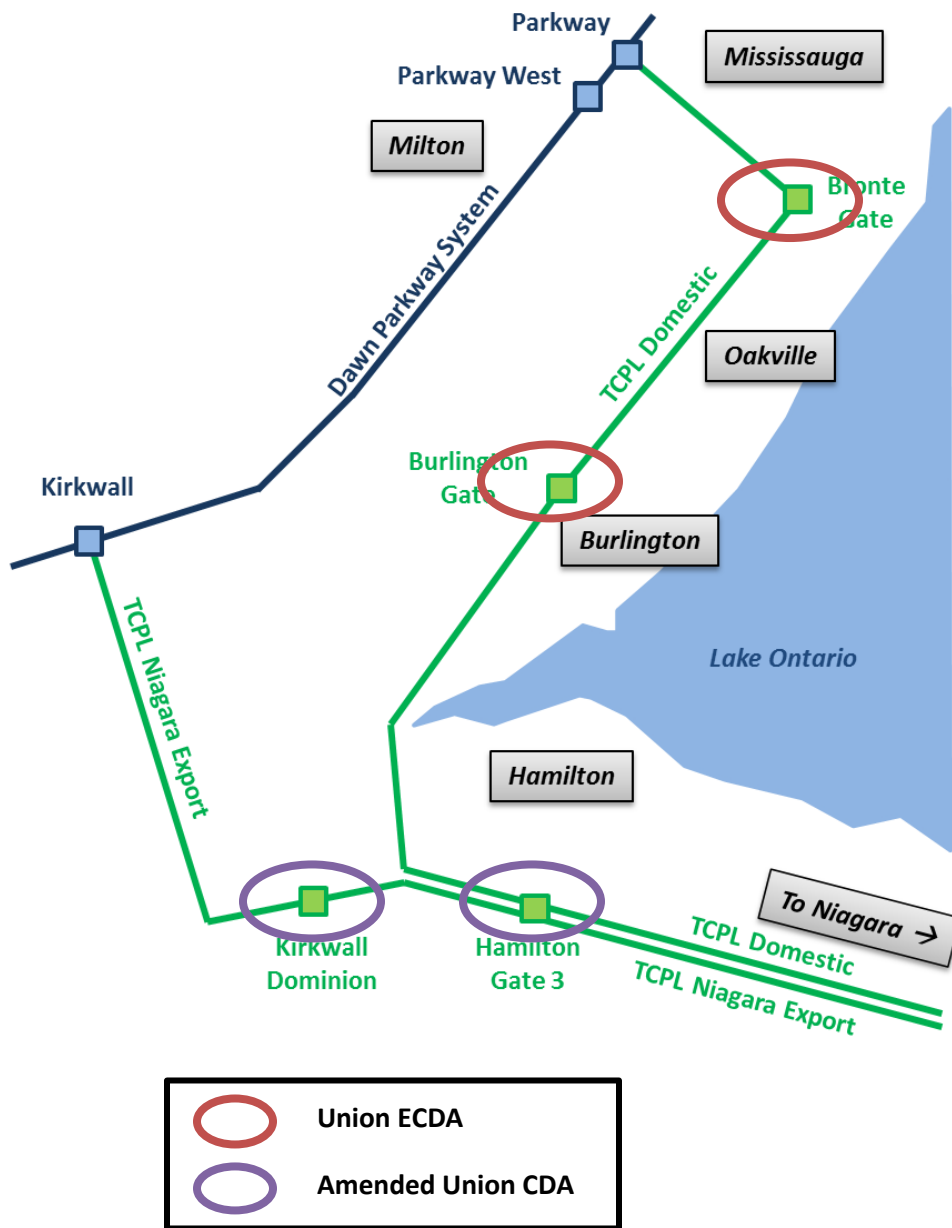 Parkway
Mississauga
Parkway West
Milton
Bronte
Gate
Dawn Parkway System
TCPL Domestic
Oakville
Burlington
Gate
Kirkwall
Burlington
TCPL Niagara Export
Lake Ontario
Hamilton
To Niagara →
Kirkwall
Dominion
Hamilton
Gate 3
TCPL Domestic
TCPL Niagara Export
Union ECDA
Amended Union CDA